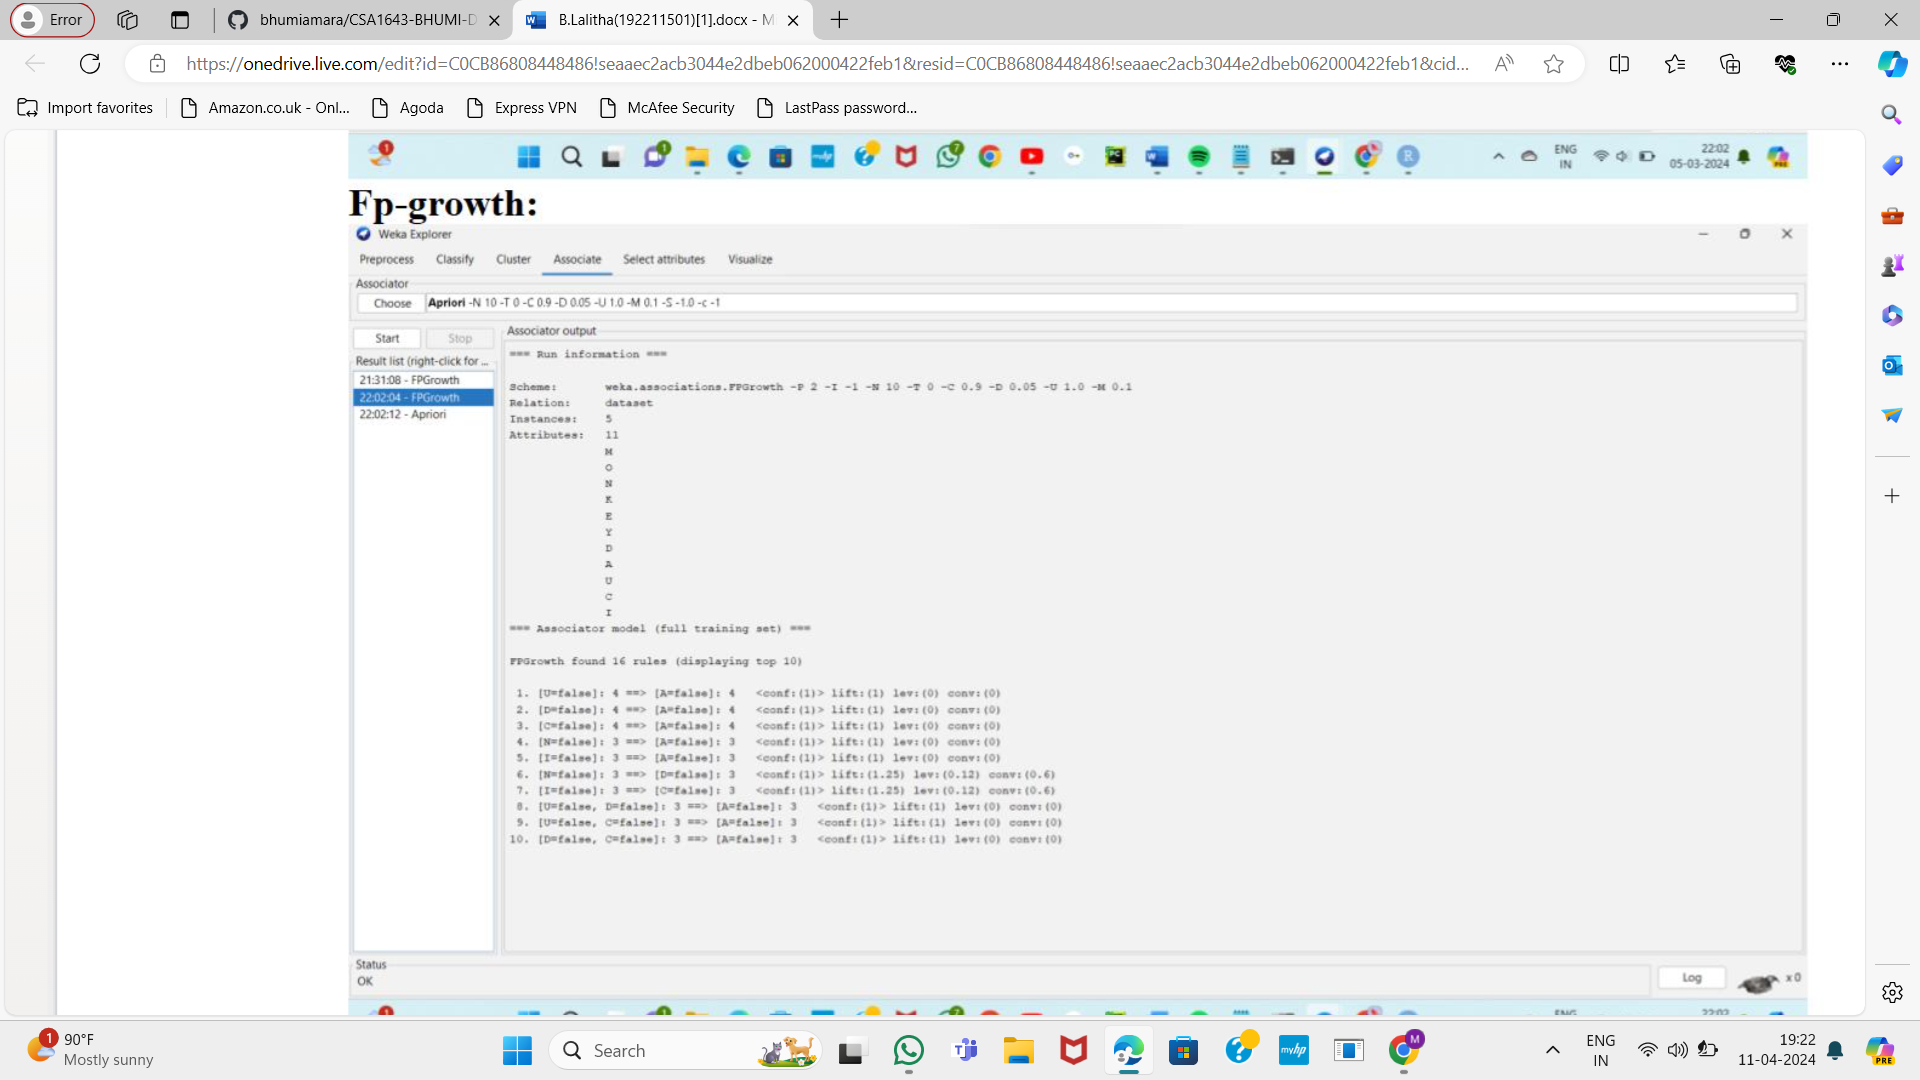 Error
bhumiamara/CSA1643-BHUMI-D
B.Lalitha(192211501)[1].docx - M
https://onedrive.live.com/edit?id=C0CB86808448486!seaaec2acb3044e2dbeb062000422feb1&resid=C0CB86808448486!seaaec2acb3044e2dbeb062000422feb1&cid...
Import favorites
Amazon.co.uk - Onl...
Agoda
Express VPN
McAfee Security
LastPass password...
1
1
7
ENG
IN
22:02
05-03-2024
Fp-growth:
Weka Explorer
Preprocess Classify Cluster Associate Select attributes Visualize
Associator
Choose Apriori -N 10 -T 0 -C 0.9 -D 0.05 -U 1.0 -M 0.1 -S -1.0 -c -1
Start Stop
Result list (right-click for ...
21:31:08 - FPGrowth
22:02:04 - FPGrowth
22:02:12 - Apriori
Associator output
=== Run information ===
Scheme: weka.associations.FPGrowth -P 2 -I -1 -N 10 -T 0 -C 0.9 -D 0.05 -U 1.0 -M 0.1
Relation: dataset
Instances: 5
Attributes: 11
M
O
N
K
E
Y
D
A
U
C
I
=== Associator model (full training set) ===
FPGrowth found 16 rules (displaying top 10)
1. [U=false]: 4 ==> [A=false]: 4 <conf:(1)> lift:(1) lev:(0) conv:(0)
2. [D=false]: 4 ==> [A=false]: 4 <conf:(1)> lift:(1) lev:(0) conv:(0)
3. [C=false]: 4 ==> [A=false]: 4 <conf:(1)> lift:(1) lev:(0) conv:(0)
4. [N=false]: 3 ==> [A=false]: 3 <conf:(1)> lift:(1) lev:(0) conv:(0)
5. [I=false]: 3 ==> [A=false]: 3 <conf:(1)> lift:(1) lev:(0) conv:(0)
6. [N=false]: 3 ==> [D=false]: 3 <conf:(1)> lift:(1.25) lev:(0.12) conv:(0.6)
7. [I=false]: 3 ==> [C=false]: 3 <conf:(1)> lift:(1.25) lev:(0.12) conv:(0.6)
8. [U=false, D=false]: 3 ==> [A=false]: 3 <conf:(1)> lift:(1) lev:(0) conv:(0)
9. [U=false, C=false]: 3 ==> [A=false]: 3 <conf:(1)> lift:(1) lev:(0) conv:(0)
10. [D=false, C=false]: 3 ==> [A=false]: 3 <conf:(1)> lift:(1) lev:(0) conv:(0)
Status
OK
Log
x 0
1
90°F
Mostly sunny
Search
myhp
M
ENG
IN
19:22
11-04-2024
PRE